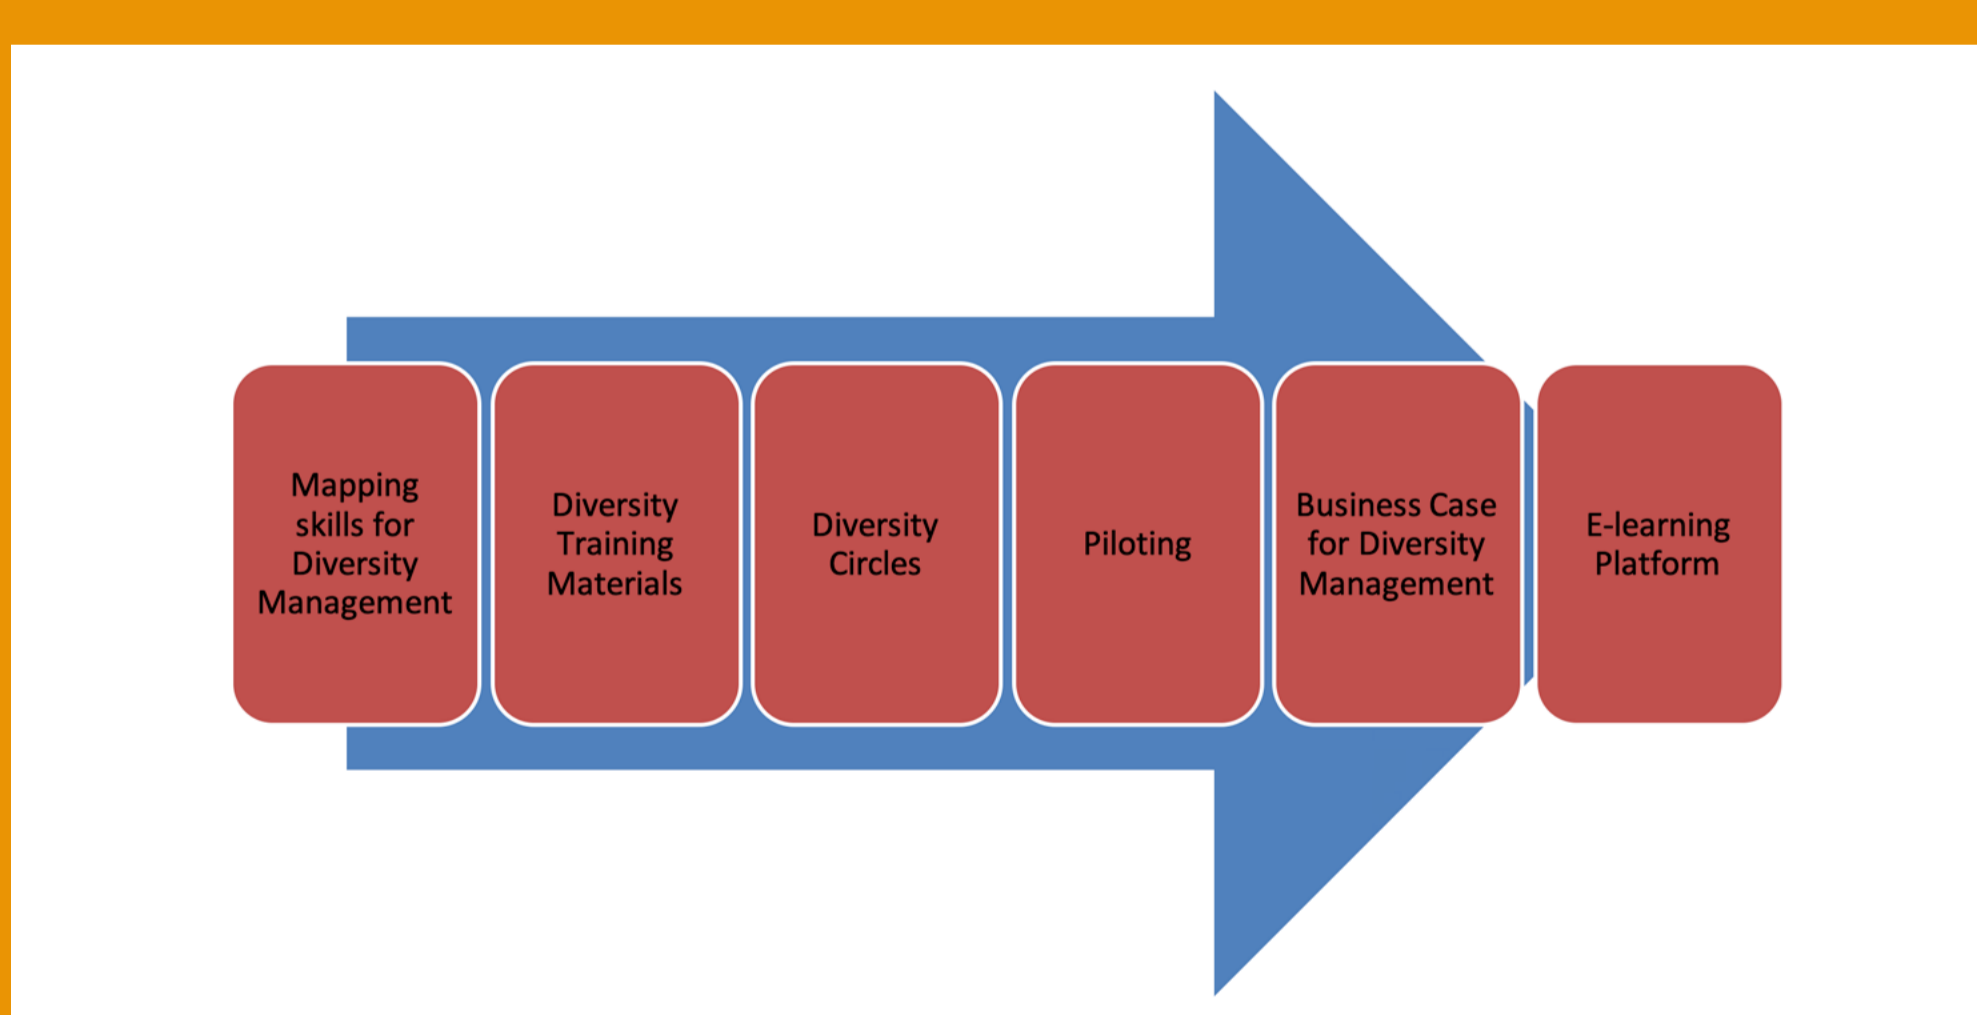 Mapping
skills for
Diversity
Management
Diversity
Training
Materials
Diversity
Circles
Piloting
Business Case
for Diversity
Management
E-learning
Platform